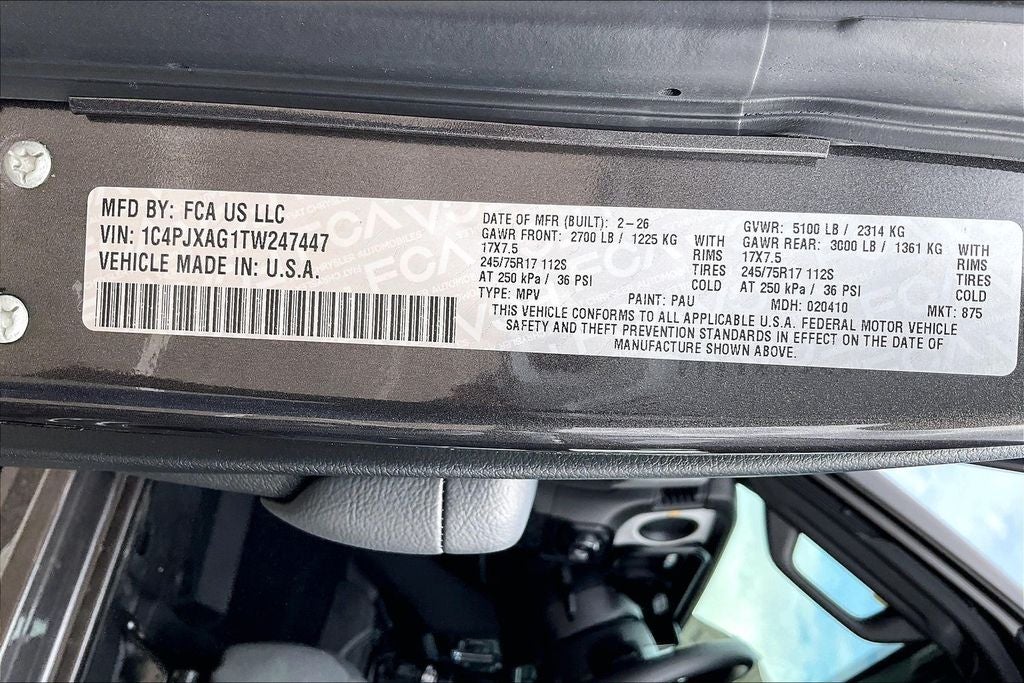 MFD BY: FCA US LLC
VIN: 1C4PJXAG1TW247447
VEHICLE MADE IN: U.S.A.
DATE OF MFR (BUILT): 2-26
GVWR: 5100 LB / 2314 KG
GAWR FRONT: 2700 LB / 1225 KG WITH
17X7.5 RIMS
245/75R17 112S TIRES
AT 250 kPa / 36 PSI COLD
GAWR REAR: 3000 LB / 1361 KG WITH
17X7.5 RIMS
245/75R17 112S TIRES
AT 250 kPa / 36 PSI COLD
TYPE: MPV PAINT: PAU MDH: 020410 MKT: 875
THIS VEHICLE CONFORMS TO ALL APPLICABLE U.S.A. FEDERAL MOTOR VEHICLE
SAFETY AND THEFT PREVENTION STANDARDS IN EFFECT ON THE DATE OF
MANUFACTURE SHOWN ABOVE.